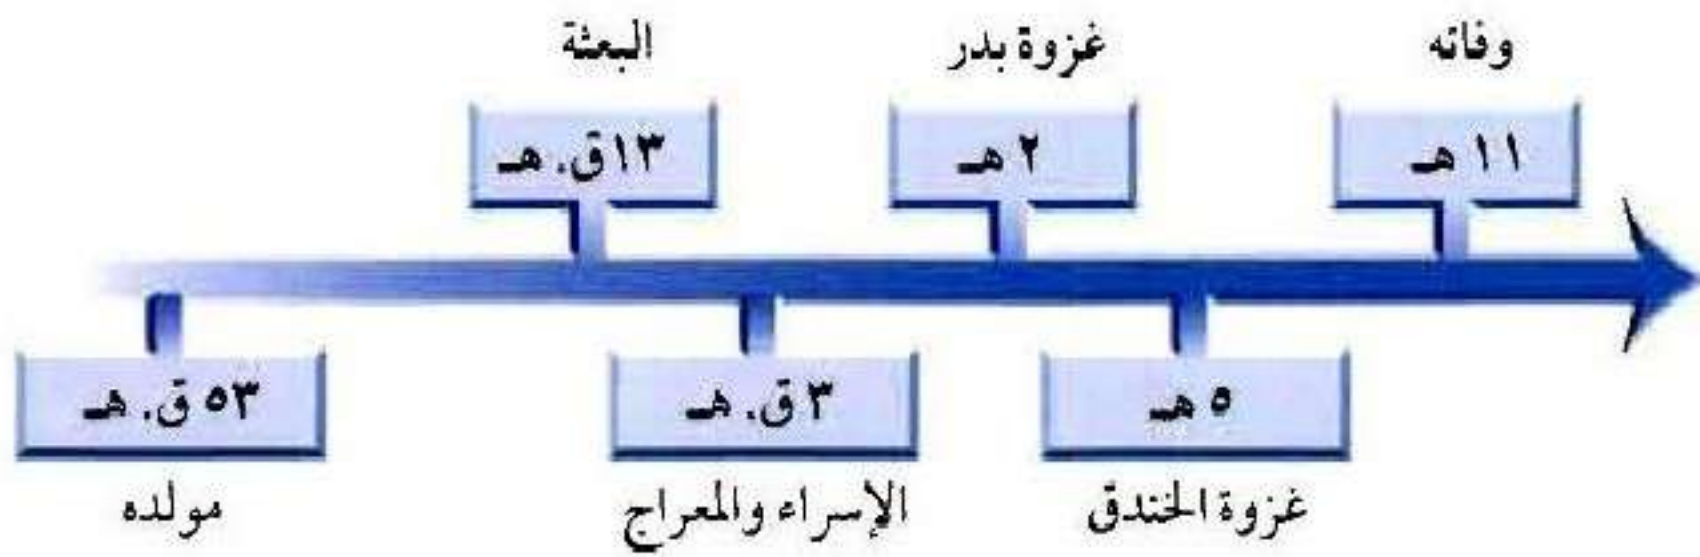 البعثة
غزوة بدر
وفاته
١٣ ق. هـ
٢ هـ
١١ هـ
٥٣ ق. هـ
٣ ق. هـ
٥ هـ
مولده
الإسراء والمعراج
غزوة الخندق